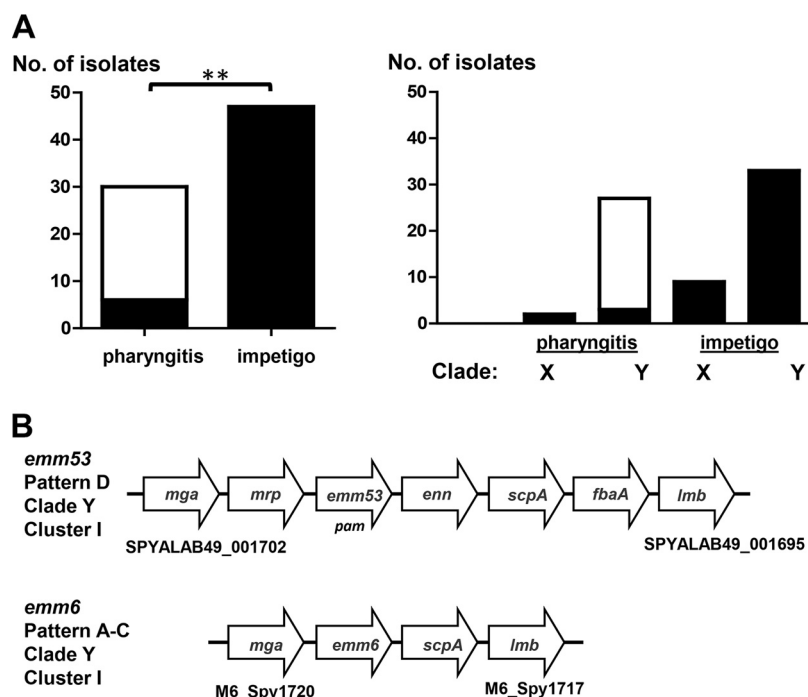 A
No. of isolates
No. of isolates
**
50
40
30
20
10
0
pharyngitis impetigo
50
40
30
20
10
0
pharyngitis impetigo
Clade: X Y X Y
B
emm53
Pattern D
Clade Y
Cluster I
mga mrp emm53 enn scpA fbaA lmb
pam
SPYALAB49_001702 SPYALAB49_001695
emm6
Pattern A-C
Clade Y
Cluster I
mga emm6 scpA lmb
M6_Spy1720 M6_Spy1717